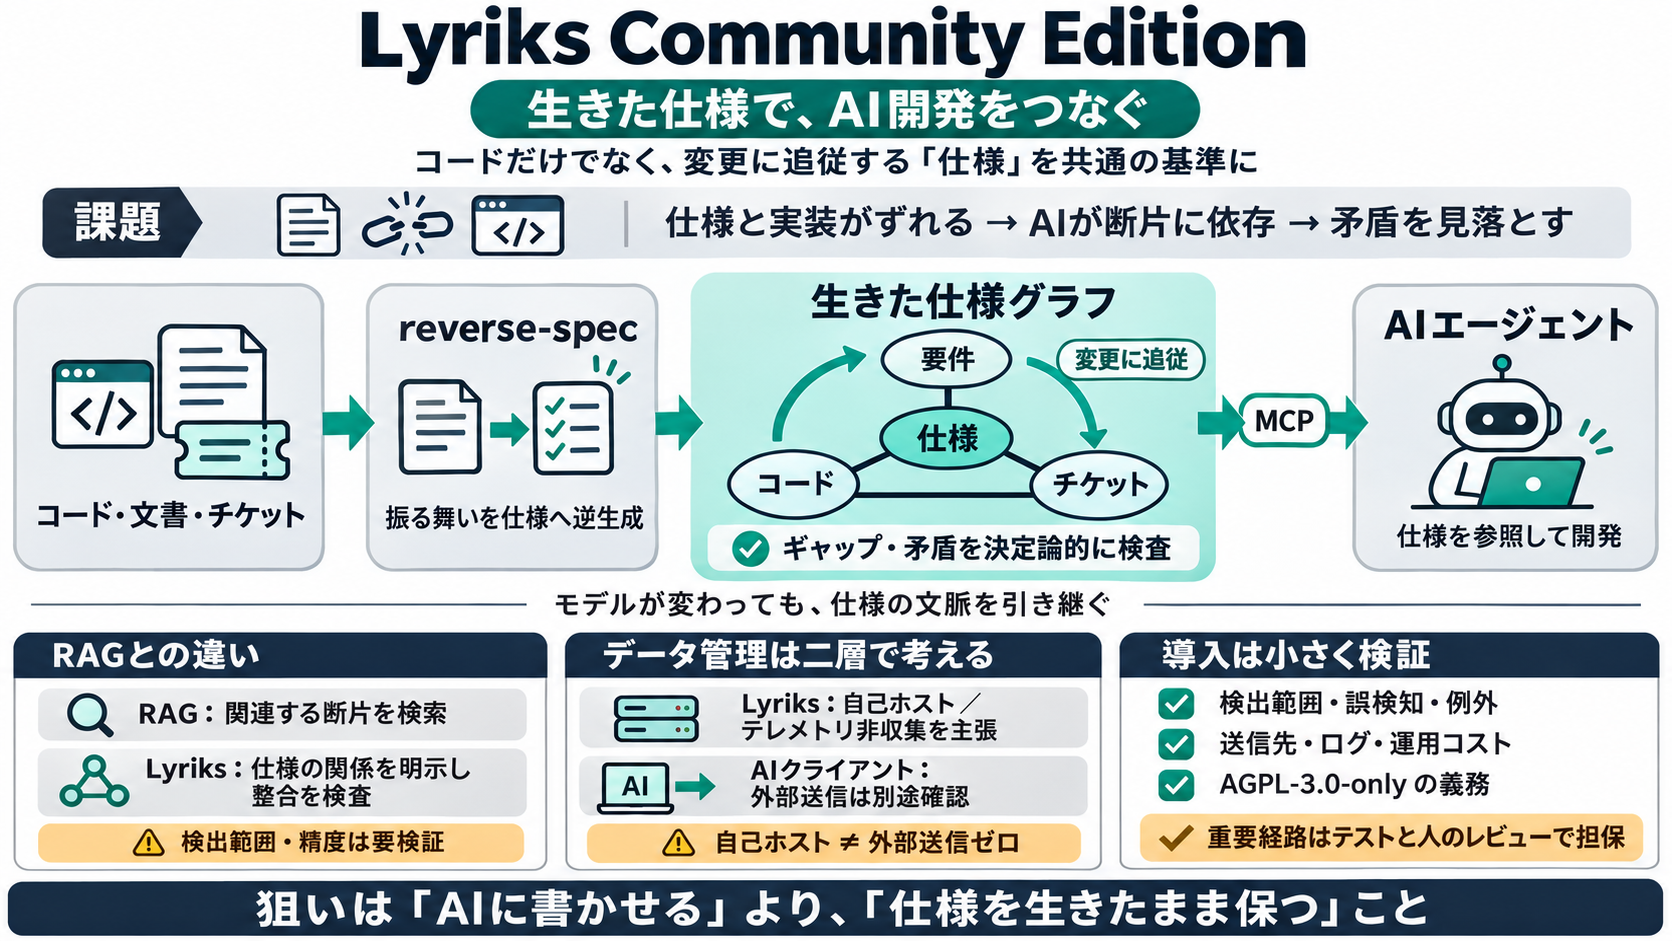 Lyriks Community Edition
生きた仕様で、AI開発をつなぐ
コードだけでなく、変更に追従する「仕様」を共通の基準に
課題
</>
仕様と実装がずれる → AIが断片に依存 → 矛盾を見落とす
</>
コード・文書・チケット
reverse-spec
振る舞いを仕様へ逆生成
生きた仕様グラフ
要件
変更に追従
仕様
コード
チケット
ギャップ・矛盾を決定論的に検査
MCP
AIエージェント
仕様を参照して開発
モデルが変わっても、仕様の文脈を引き継ぐ
RAGとの違い
RAG：関連する断片を検索
Lyriks：仕様の関係を明示し
整合を検査
検出範囲・精度は要検証
データ管理は二層で考える
Lyriks：自己ホスト／
テレメトリ非収集を主張
AI
AIクライアント：
外部送信は別途確認
自己ホスト ≠ 外部送信ゼロ
導入は小さく検証
検出範囲・誤検知・例外
送信先・ログ・運用コスト
AGPL-3.0-only の義務
重要経路はテストと人のレビューで担保
狙いは「AIに書かせる」より、「仕様を生きたまま保つ」こと